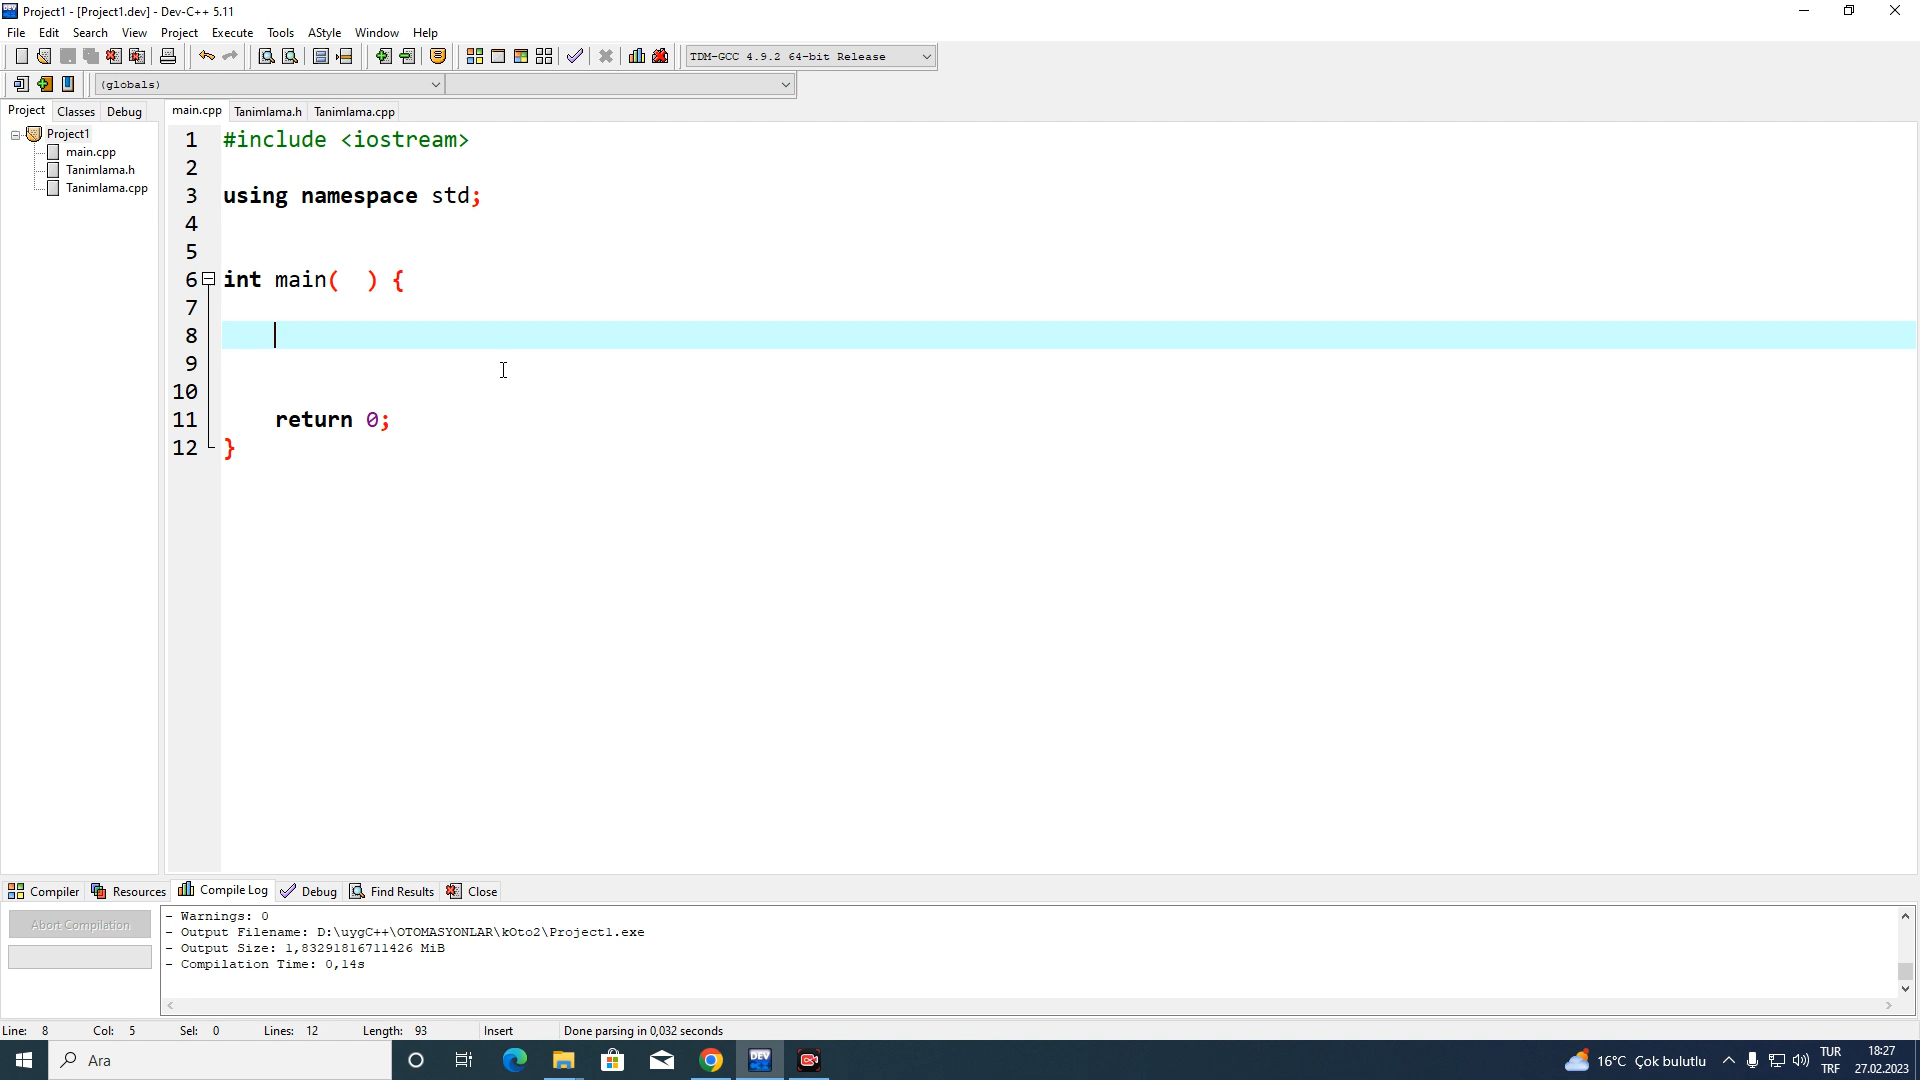 Project1 - [Project1.dev] - Dev-C++ 5.11
File Edit Search View Project Execute Tools AStyle Window Help
TDM-GCC 4.9.2 64-bit Release
(globals)
Project Classes Debug
main.cpp Tanimlama.h Tanimlama.cpp
Project1
main.cpp
Tanimlama.h
Tanimlama.cpp
1 #include <iostream>
2
3 using namespace std;
4
5
6 int main(  ) {
7
8
9
10
11 return 0;
12 }
Compiler Resources Compile Log Debug Find Results Close
Abort Compilation
- Warnings: 0
- Output Filename: D:\uygC++\OTOMASYONLAR\kOto2\Project1.exe
- Output Size: 1,83291816711426 MiB
- Compilation Time: 0,14s
Line: 8 Col: 5 Sel: 0 Lines: 12 Length: 93 Insert Done parsing in 0,032 seconds
Ara
DEV
16°C Çok bulutlu
TUR
TRF
18:27
27.02.2023